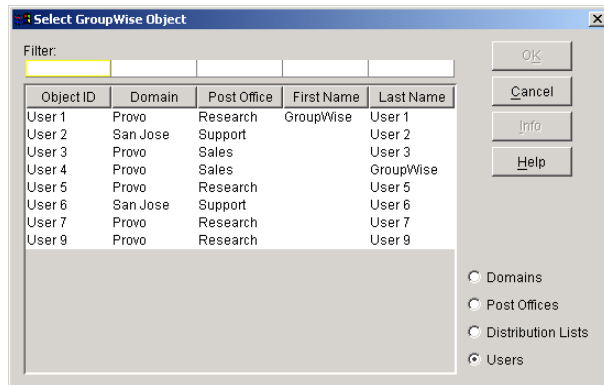 Select GroupWise Object
Filter:
Object ID Domain Post Office First Name Last Name
User 1 Provo Research GroupWise User 1
User 2 San Jose Support User 2
User 3 Provo Sales User 3
User 4 Provo Sales GroupWise
User 5 Provo Research User 5
User 6 San Jose Support User 6
User 7 Provo Research User 7
User 9 Provo Research User 9
OK
Cancel
Info
Help
Domains
Post Offices
Distribution Lists
Users